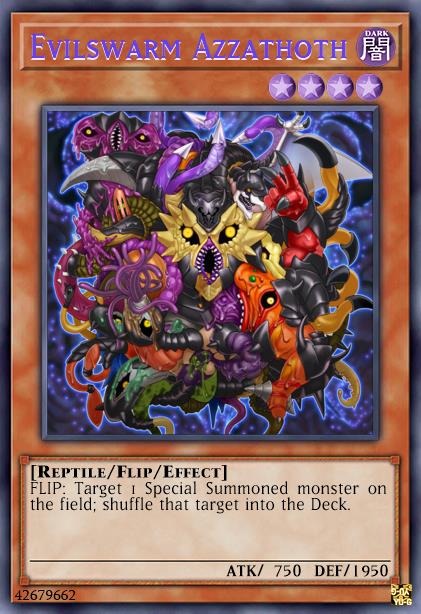 Evilswarm Azzathoth
DARK
闇
[Reptile/Flip/Effect]
FLIP: Target 1 Special Summoned monster on
the field; shuffle that target into the Deck.
ATK/ 750 DEF/1950
42679662